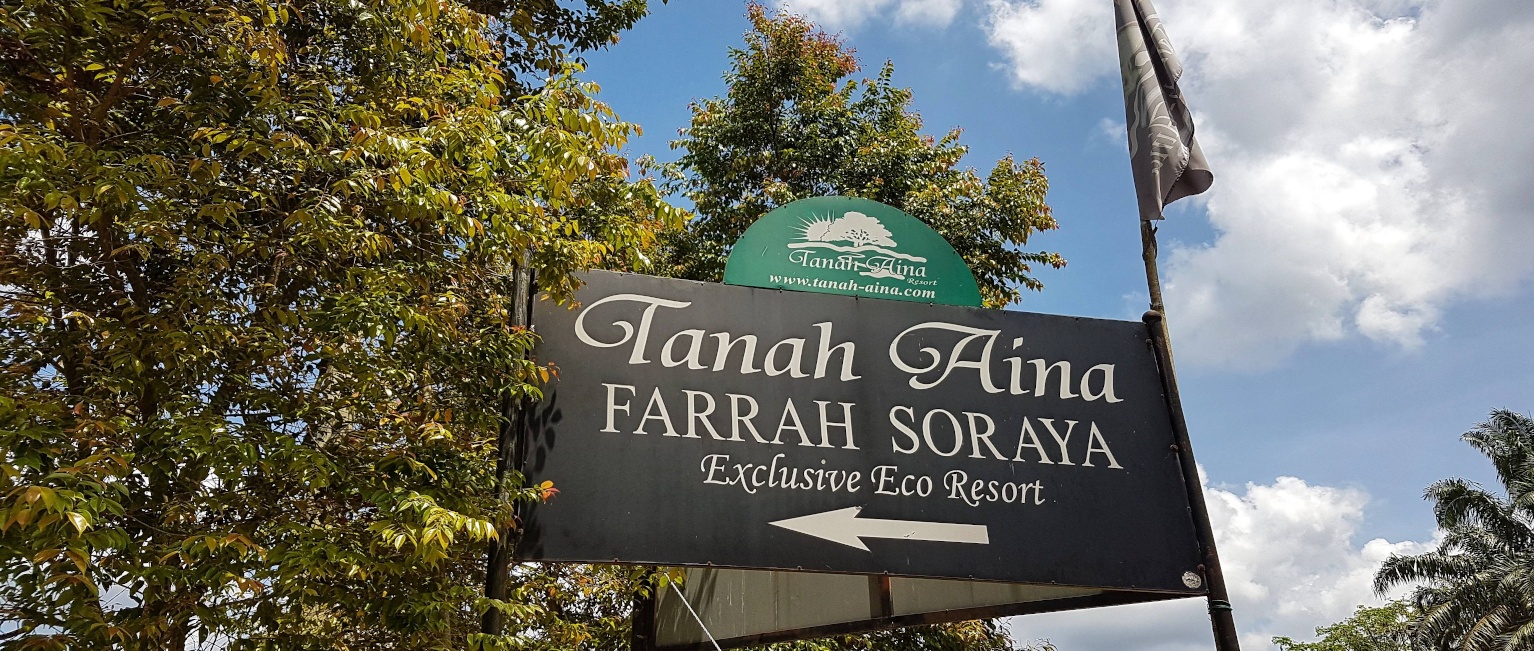 Tanah Aina
Resort
www.tanah-aina.com
Tanah Aina
FARRAH SORAYA
Exclusive Eco Resort